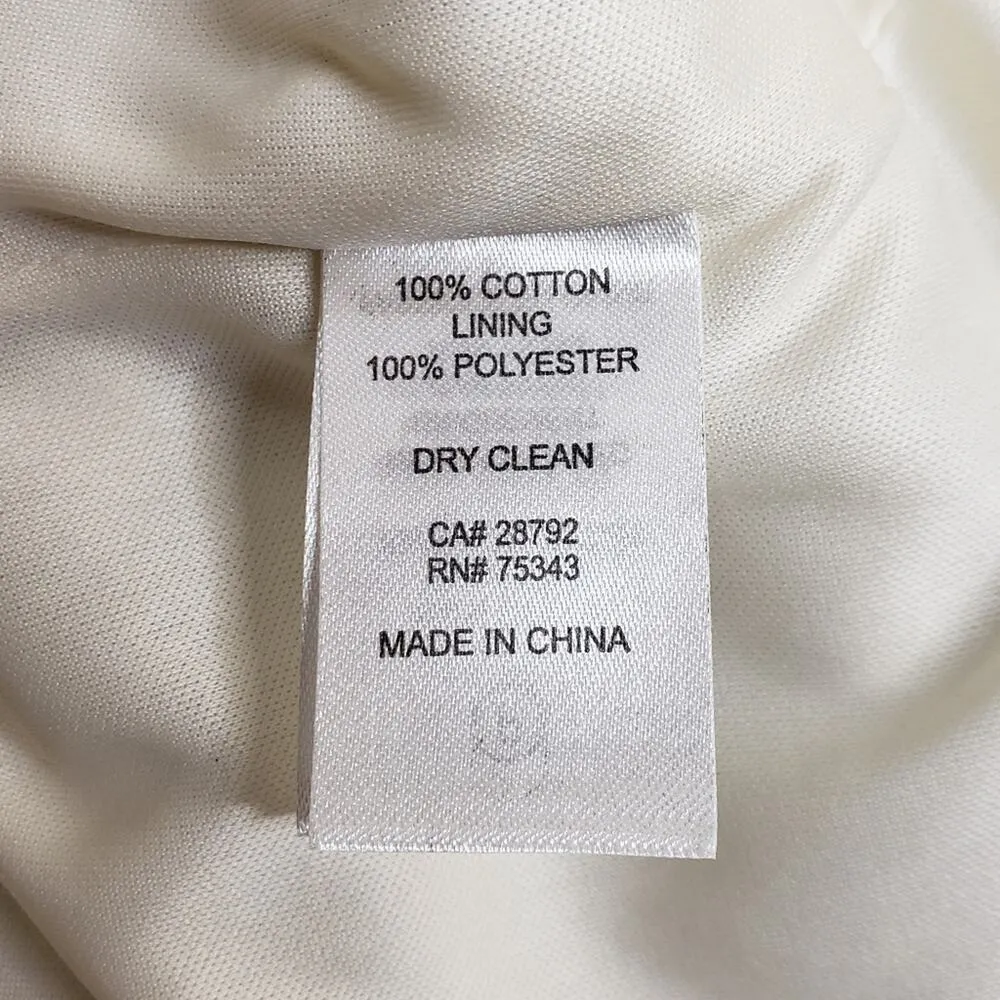 100% COTTON
LINING
100% POLYESTER
DRY CLEAN
CA# 28792
RN# 75343
MADE IN CHINA